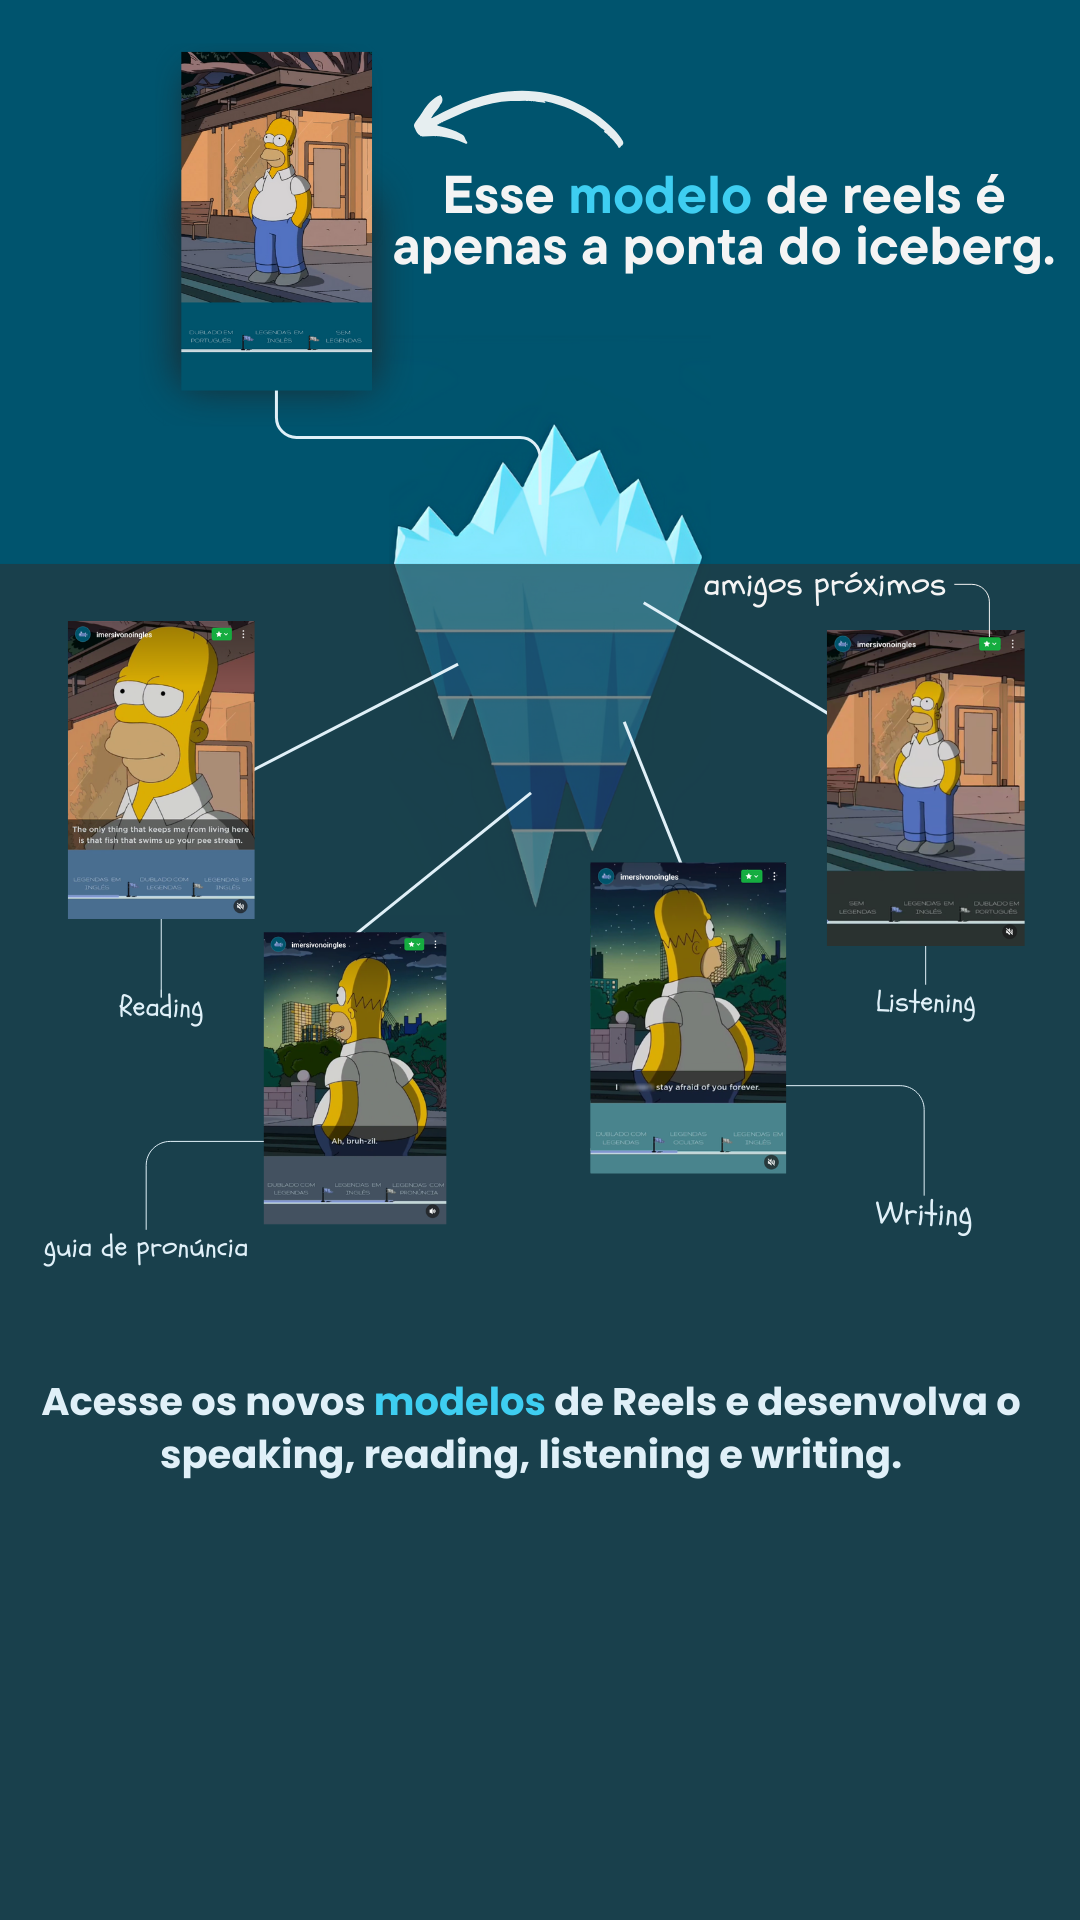 Esse modelo de reels é
apenas a ponta do iceberg.
DUBLADO EM
PORTUGUÊS
LEGENDAS EM
INGLÊS
SEM
LEGENDAS
amigos próximos
imersivonoingles
The only thing that keeps me from living here
is that fish that swims up your pee stream.
LEGENDAS EM
INGLÊS
DUBLADO COM
LEGENDAS
LEGENDAS EM
INGLÊS
Reading
imersivonoingles
SEM
LEGENDAS
LEGENDAS EM
INGLÊS
DUBLADO EM
PORTUGUÊS
Listening
imersivonoingles
Ah, bruh-zil.
DUBLADO COM
LEGENDAS
LEGENDAS EM
INGLÊS
LEGENDAS COM
PRONÚNCIA
guia de pronúncia
imersivonoingles
I stay afraid of you forever.
DUBLADO COM
LEGENDAS
LEGENDAS
OCULTAS
LEGENDAS EM
INGLÊS
Writing
Acesse os novos modelos de Reels e desenvolva o
speaking, reading, listening e writing.